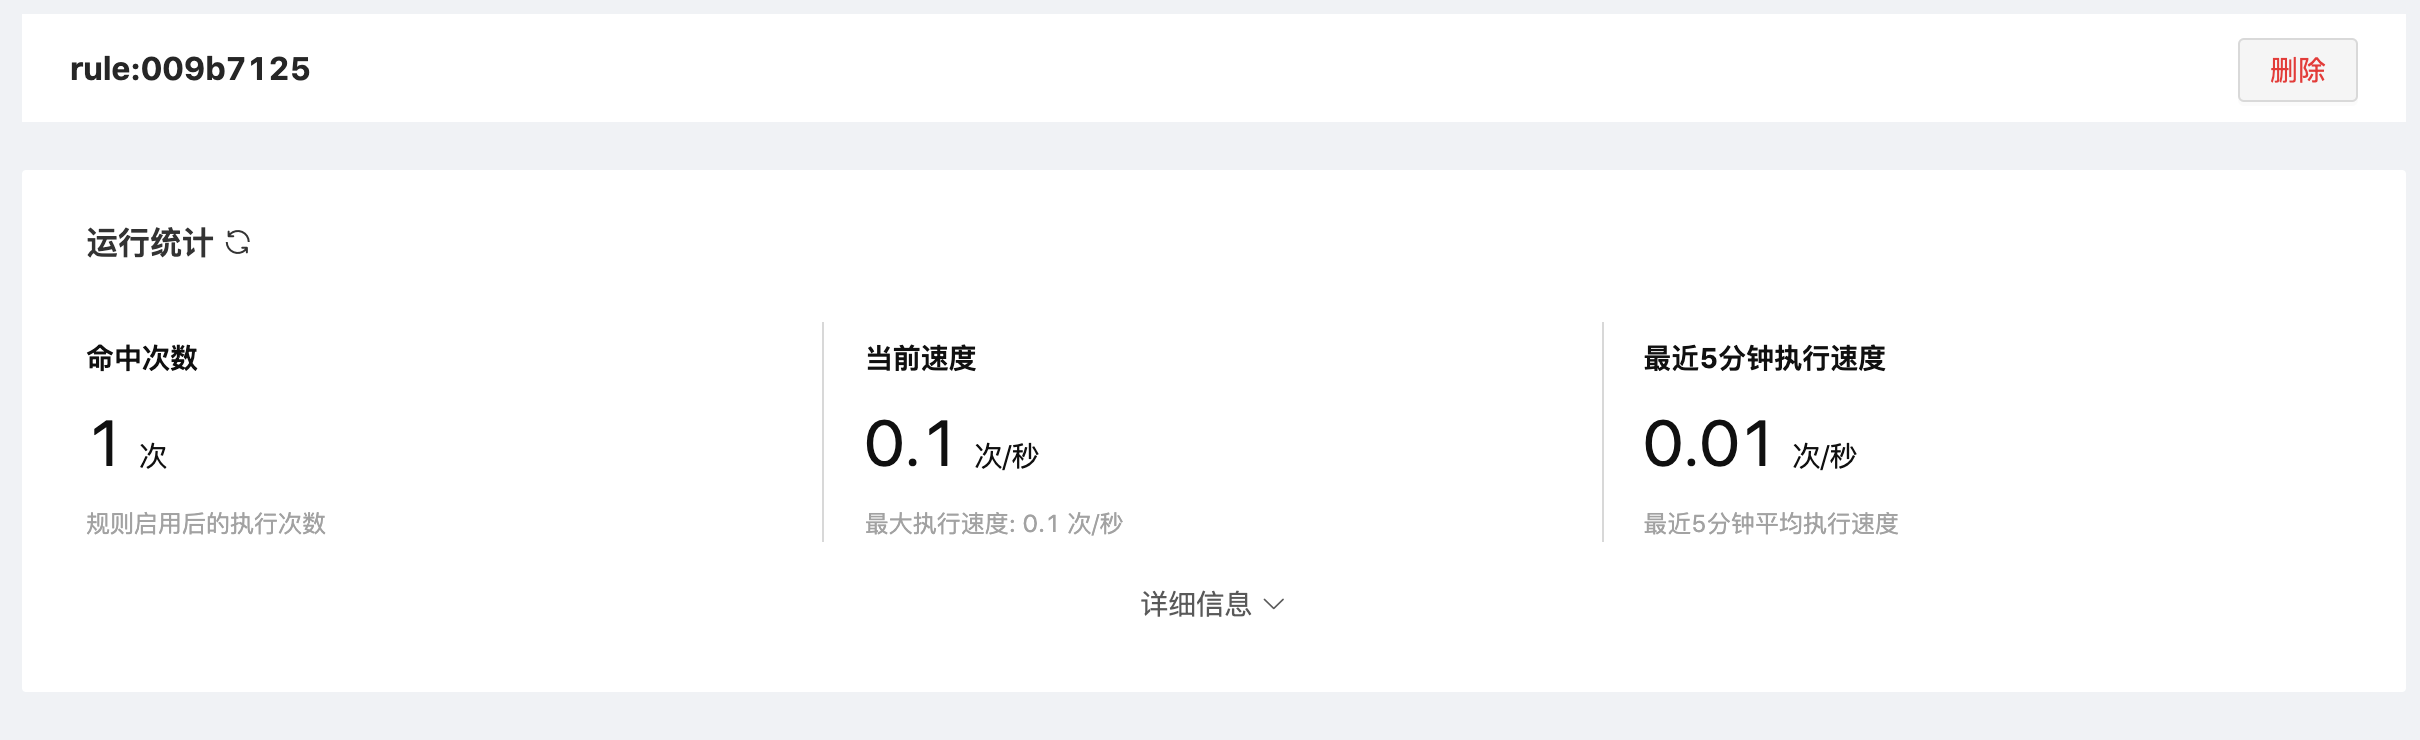 rule:009b7125
删除
运行统计
命中次数
1 次
规则启用后的执行次数
当前速度
0.1 次/秒
最大执行速度: 0.1 次/秒
最近5分钟执行速度
0.01 次/秒
最近5分钟平均执行速度
详细信息